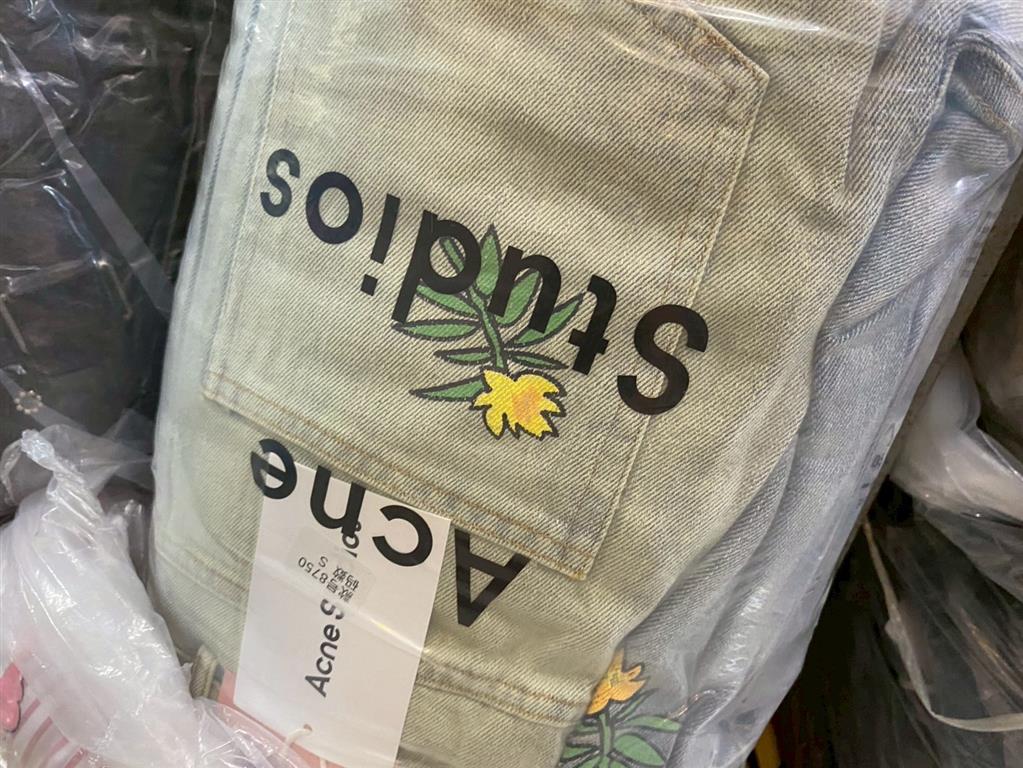 Acne
Studios
Acne S
款号8750
码数 S